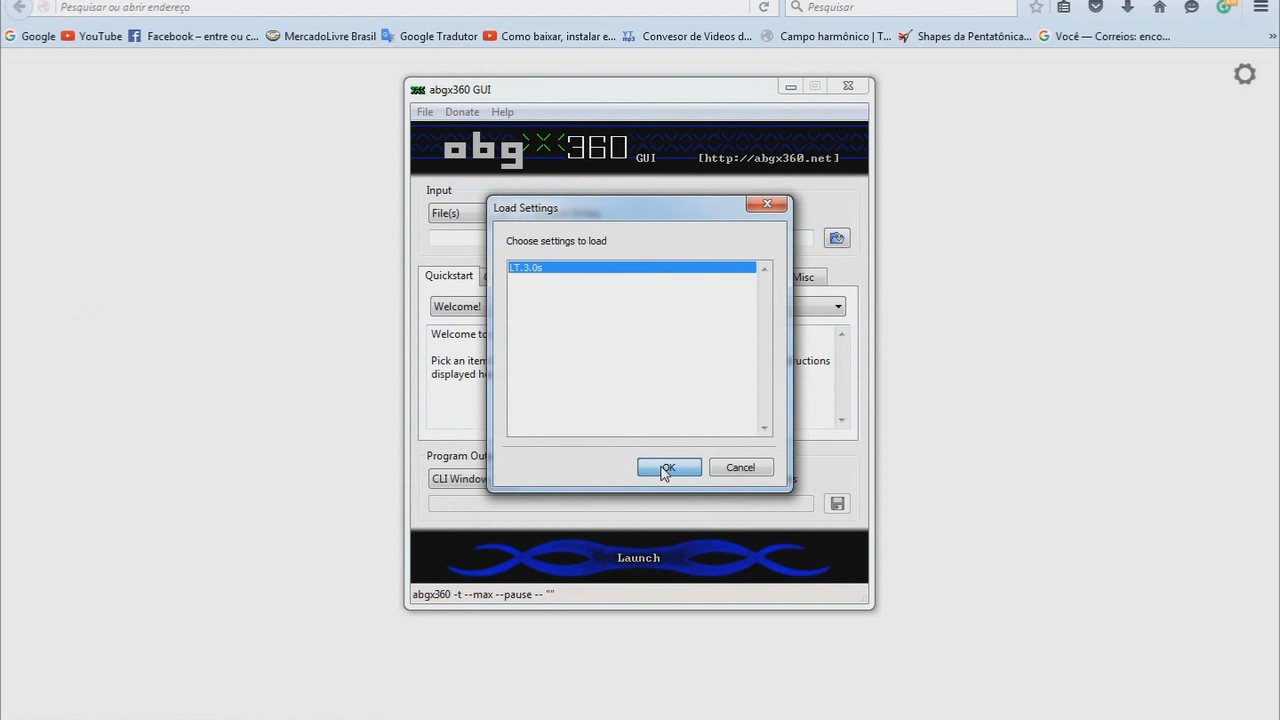 Pesquisar ou abrir endereço
Pesquisar
Google
YouTube
Facebook – entre ou c...
MercadoLivre Brasil
Google Tradutor
Como baixar, instalar e...
Convesor de Videos d...
Campo harmônico | T...
Shapes da Pentatônica...
Você — Correios: enco...
»
abgx360 GUI
File Donate Help
abgx360 GUI [http://abgx360.net]
Input
File(s)
Load Settings
Choose settings to load
LT.3.0s
OK
Cancel
Quickstart
Misc
Welcome!
Welcome to
Pick an item
displayed
Program Out
CLI Window
Launch
abgx360 -t --max --pause -- ""